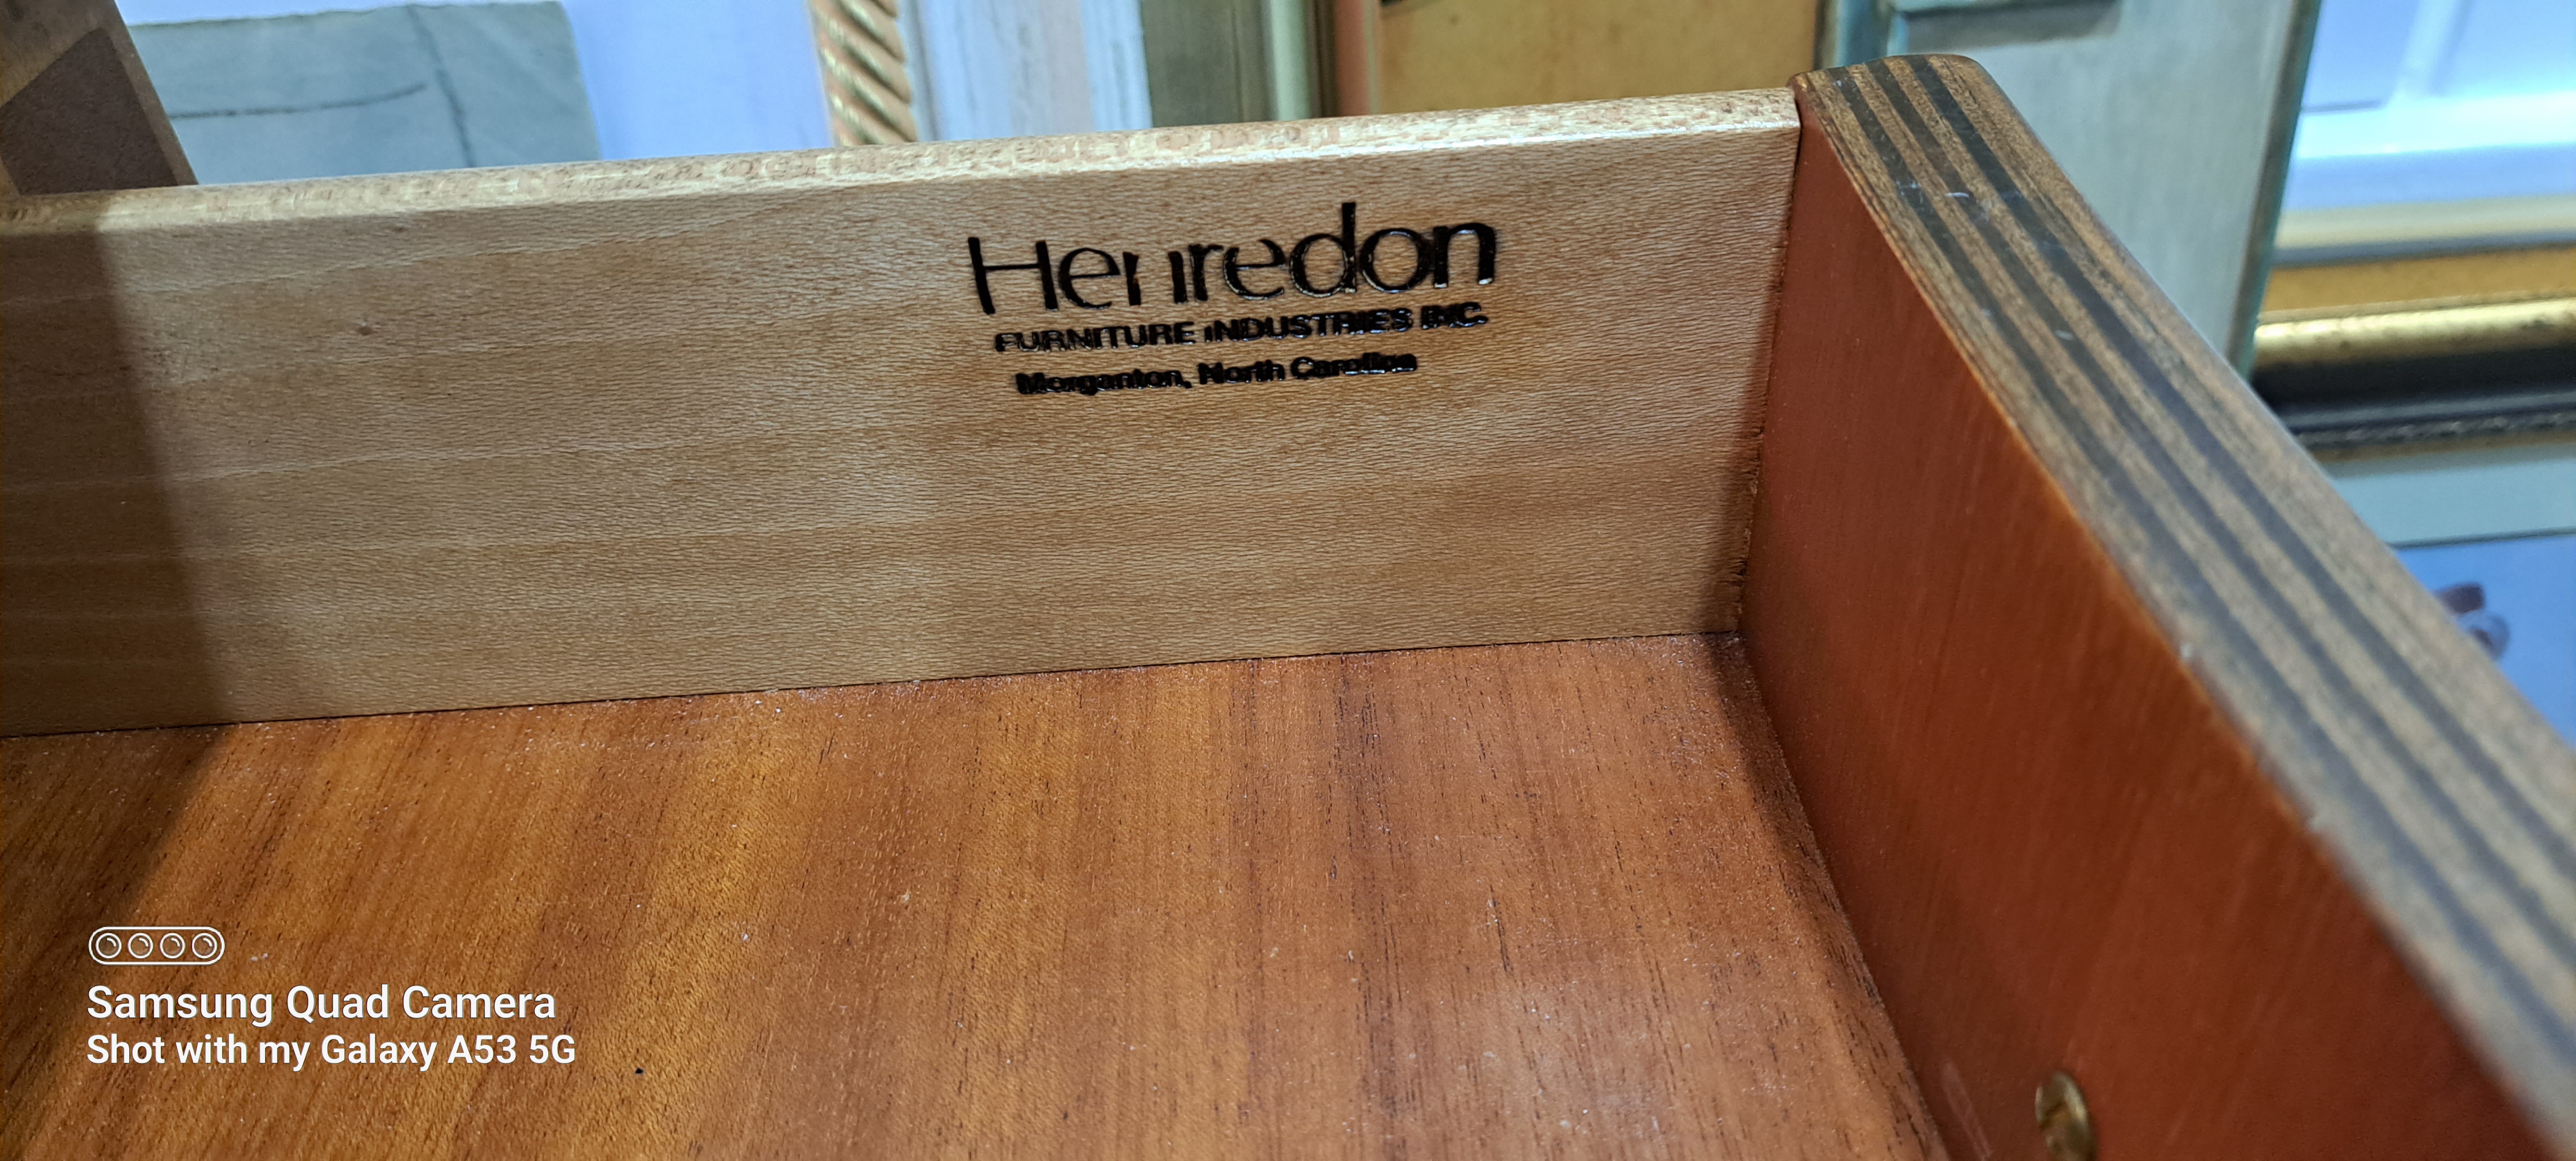 Henredon
FURNITURE INDUSTRIES INC.
Morganton, North Carolina
Samsung Quad Camera
Shot with my Galaxy A53 5G